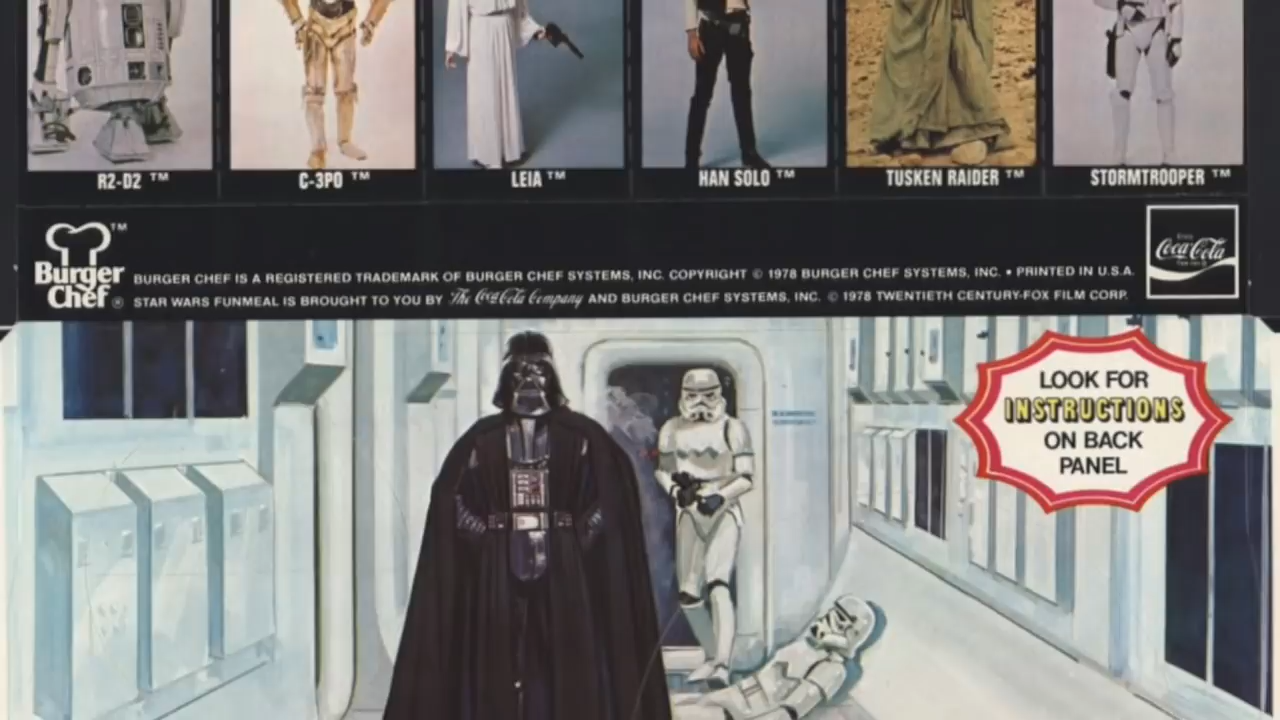 R2-D2 ™
C-3PO ™
LEIA ™
HAN SOLO ™
TUSKEN RAIDER ™
STORMTROOPER ™
Burger Chef ®
™
BURGER CHEF IS A REGISTERED TRADEMARK OF BURGER CHEF SYSTEMS, INC. COPYRIGHT © 1978 BURGER CHEF SYSTEMS, INC. • PRINTED IN U.S.A.
STAR WARS FUNMEAL IS BROUGHT TO YOU BY The Coca-Cola Company AND BURGER CHEF SYSTEMS, INC. © 1978 TWENTIETH CENTURY-FOX FILM CORP.
Enjoy
Coca-Cola
LOOK FOR
INSTRUCTIONS
ON BACK
PANEL